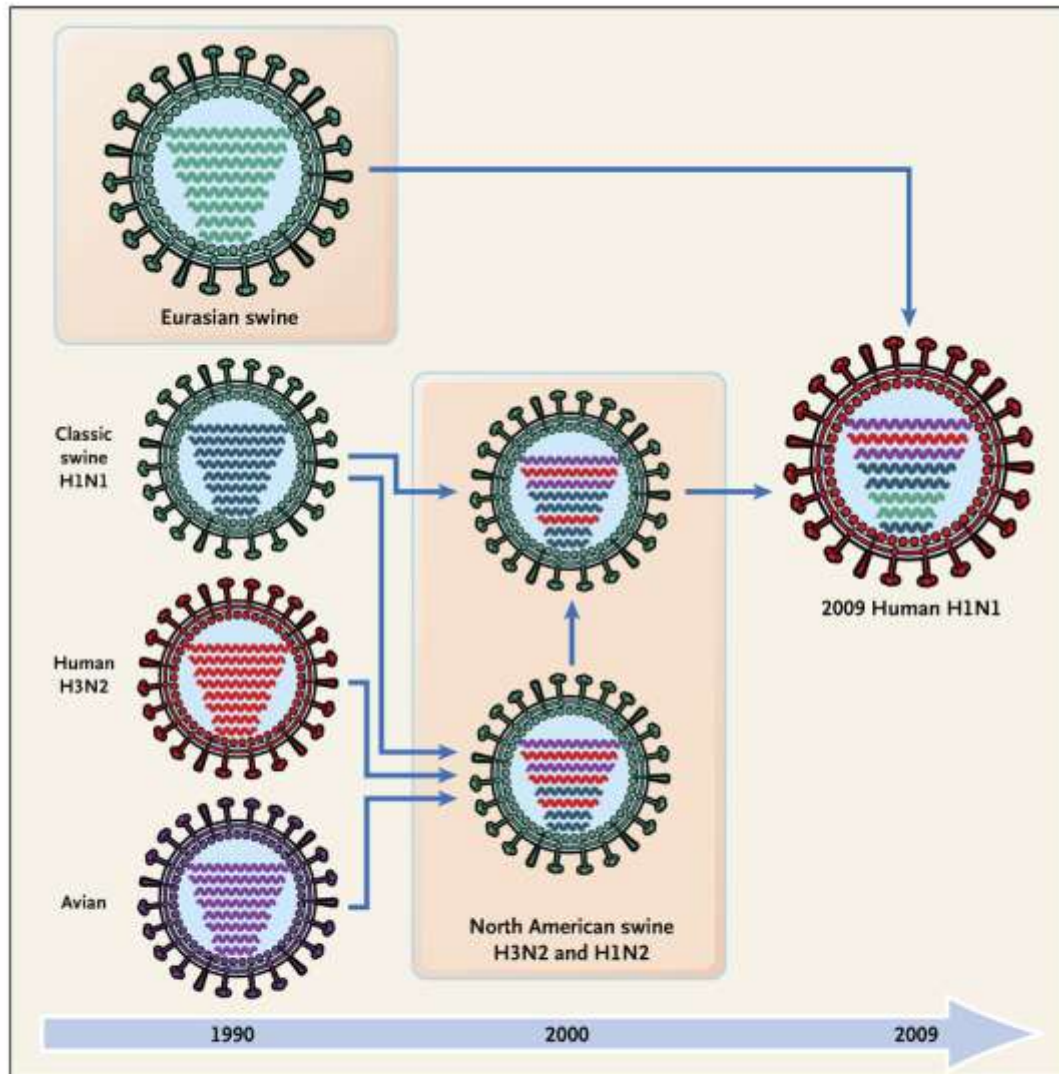 Eurasian swine
Classic
swine
H1N1
Human
H3N2
2009 Human H1N1
Avian
North American swine
H3N2 and H1N2
1990
2000
2009